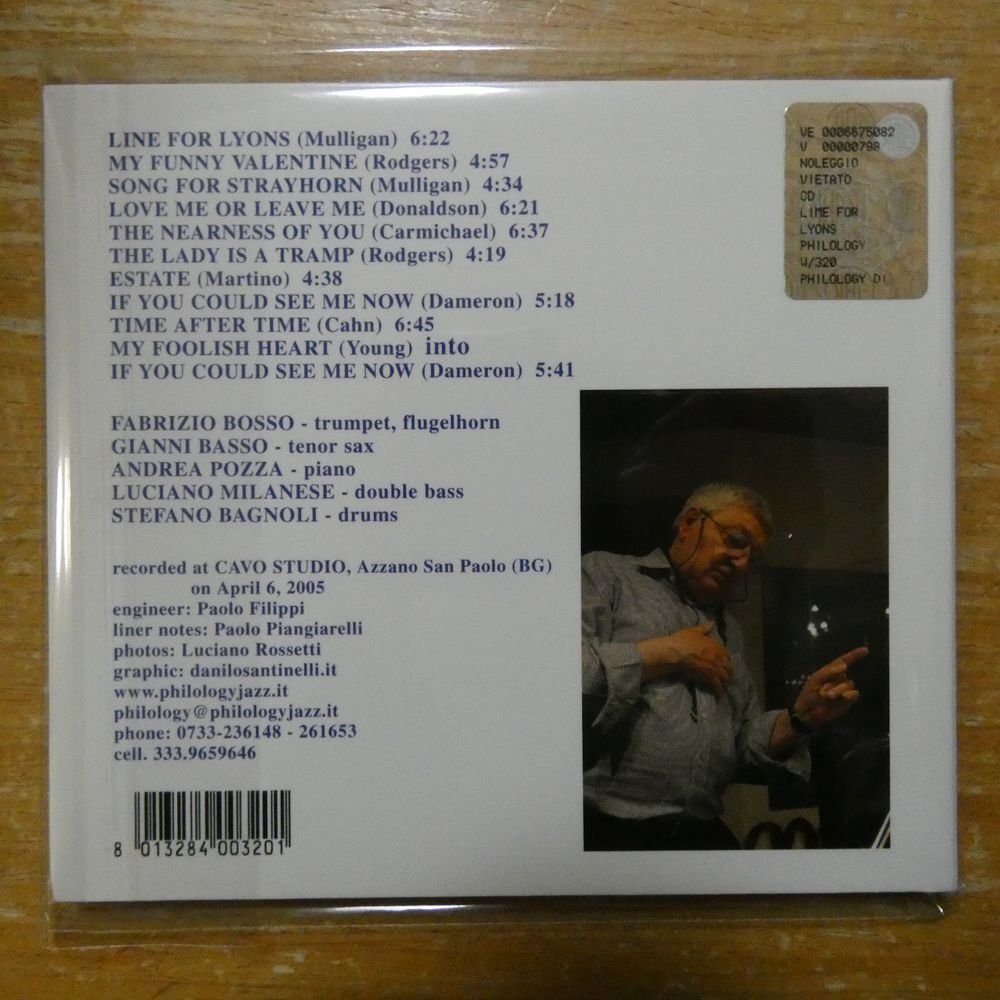 LINE FOR LYONS (Mulligan) 6:22
MY FUNNY VALENTINE (Rodgers) 4:57
SONG FOR STRAYHORN (Mulligan) 4:34
LOVE ME OR LEAVE ME (Donaldson) 6:21
THE NEARNESS OF YOU (Carmichael) 6:37
THE LADY IS A TRAMP (Rodgers) 4:19
ESTATE (Martino) 4:38
IF YOU COULD SEE ME NOW (Dameron) 5:18
TIME AFTER TIME (Cahn) 6:45
MY FOOLISH HEART (Young) into
IF YOU COULD SEE ME NOW (Dameron) 5:41
FABRIZIO BOSSO - trumpet, flugelhorn
GIANNI BASSO - tenor sax
ANDREA POZZA - piano
LUCIANO MILANESE - double bass
STEFANO BAGNOLI - drums
recorded at CAVO STUDIO, Azzano San Paolo (BG)
on April 6, 2005
engineer: Paolo Filippi
liner notes: Paolo Piangiarelli
photos: Luciano Rossetti
graphic: danilosantinelli.it
www.philologyjazz.it
philology@philologyjazz.it
phone: 0733-236148 - 261653
cell. 333.9659646
8 013284 003201
VE 0006675082
V 00000798
NOLEGGIO
VIETATO
CD
LIME FOR
LYONS
PHILOLOGY
W/320
PHILOLOGY DI